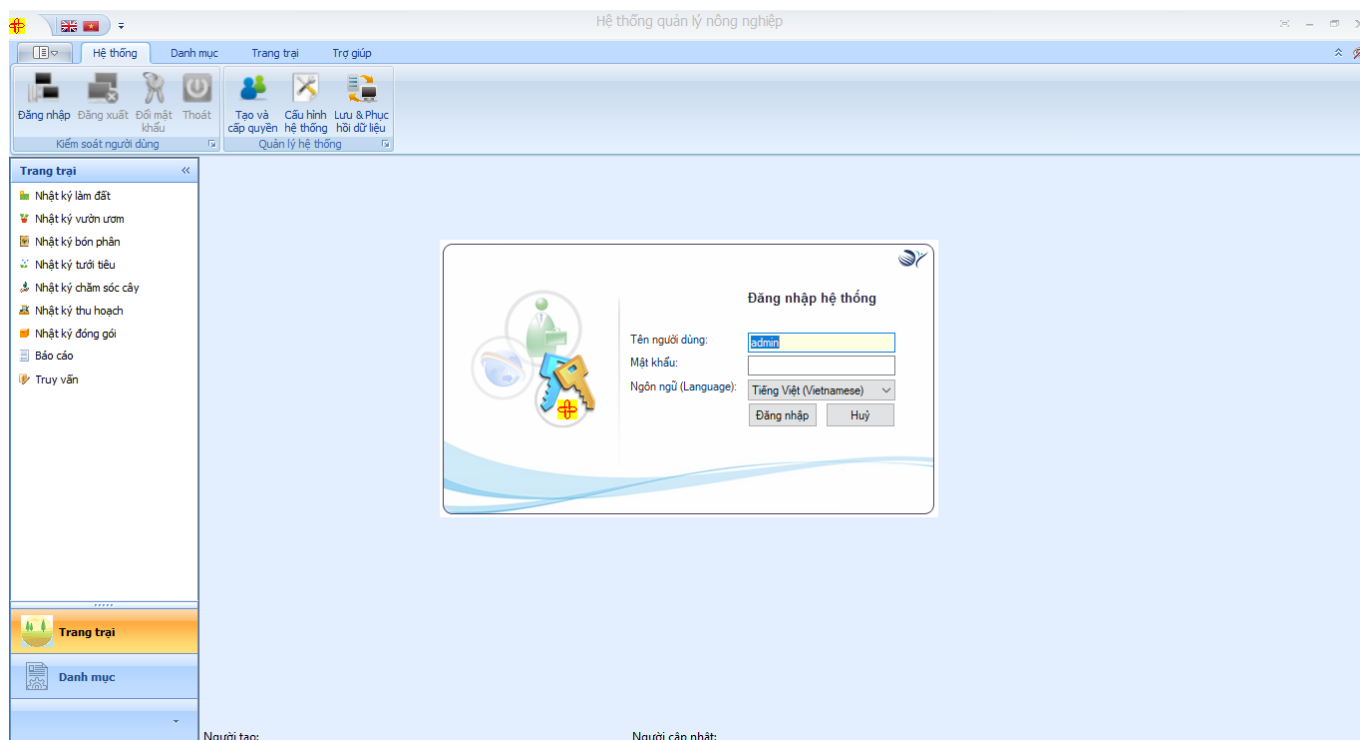 Hệ thống quản lý nông nghiệp
Hệ thống Danh mục Trang trại Trợ giúp
Đăng nhập Đăng xuất Đổi mật khẩu Thoát
Tạo và cấp quyền Cấu hình hệ thống Lưu & Phục hồi dữ liệu
Kiểm soát người dùng Quản lý hệ thống
Trang trại
Nhật ký làm đất
Nhật ký vườn ươm
Nhật ký bón phân
Nhật ký tưới tiêu
Nhật ký chăm sóc cây
Nhật ký thu hoạch
Nhật ký đóng gói
Báo cáo
Truy vấn
Đăng nhập hệ thống
Tên người dùng: admin
Mật khẩu:
Ngôn ngữ (Language): Tiếng Việt (Vietnamese)
Đăng nhập Huỷ
Trang trại
Danh mục
Người tạo: Người cập nhật: